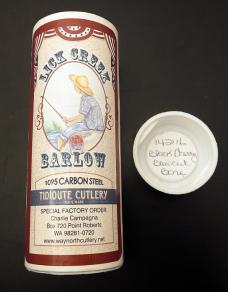 LICK CREEK
BARLOW
1095 CARBON STEEL
TIDIOUTE CUTLERY
SPECIAL FACTORY ORDER
Charlie Campagna
Box 720 Point Roberts
WA 98281-0720
www.waynorthcutlery.net
Black Cherry
Bone